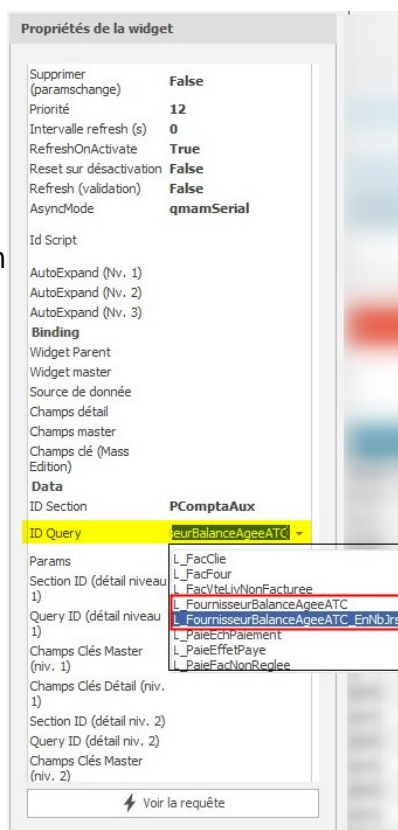 Propriétés de la widget
Supprimer
(paramschange) False
Priorité 12
Intervalle refresh (s) 0
RefreshOnActivate True
Reset sur désactivation False
Refresh (validation) False
AsyncMode qmamSerial
Id Script
n
AutoExpand (Nv. 1)
AutoExpand (Nv. 2)
AutoExpand (Nv. 3)
Binding
Widget Parent
Widget master
Source de donnée
Champs détail
Champs master
Champs clé (Mass
Edition)
Data
ID Section PComptaAux
ID Query seurBalanceAgeeATC
Params
L_FacClie
L_FacFour
L_FacVteLivNonFacturee
L_FournisseurBalanceAgeeATC
L_FournisseurBalanceAgeeATC_EnNbJrs
L_PaieEchPaiement
L_PaieEffetPaye
L_PaieFacNonReglee
Section ID (détail niveau
1)
Query ID (détail niveau
1)
Champs Clés Master
(niv. 1)
Champs Clés Détail (niv.
1)
Section ID (détail niv. 2)
Query ID (détail niv. 2)
Champs Clés Master
(niv. 2)
Voir la requête